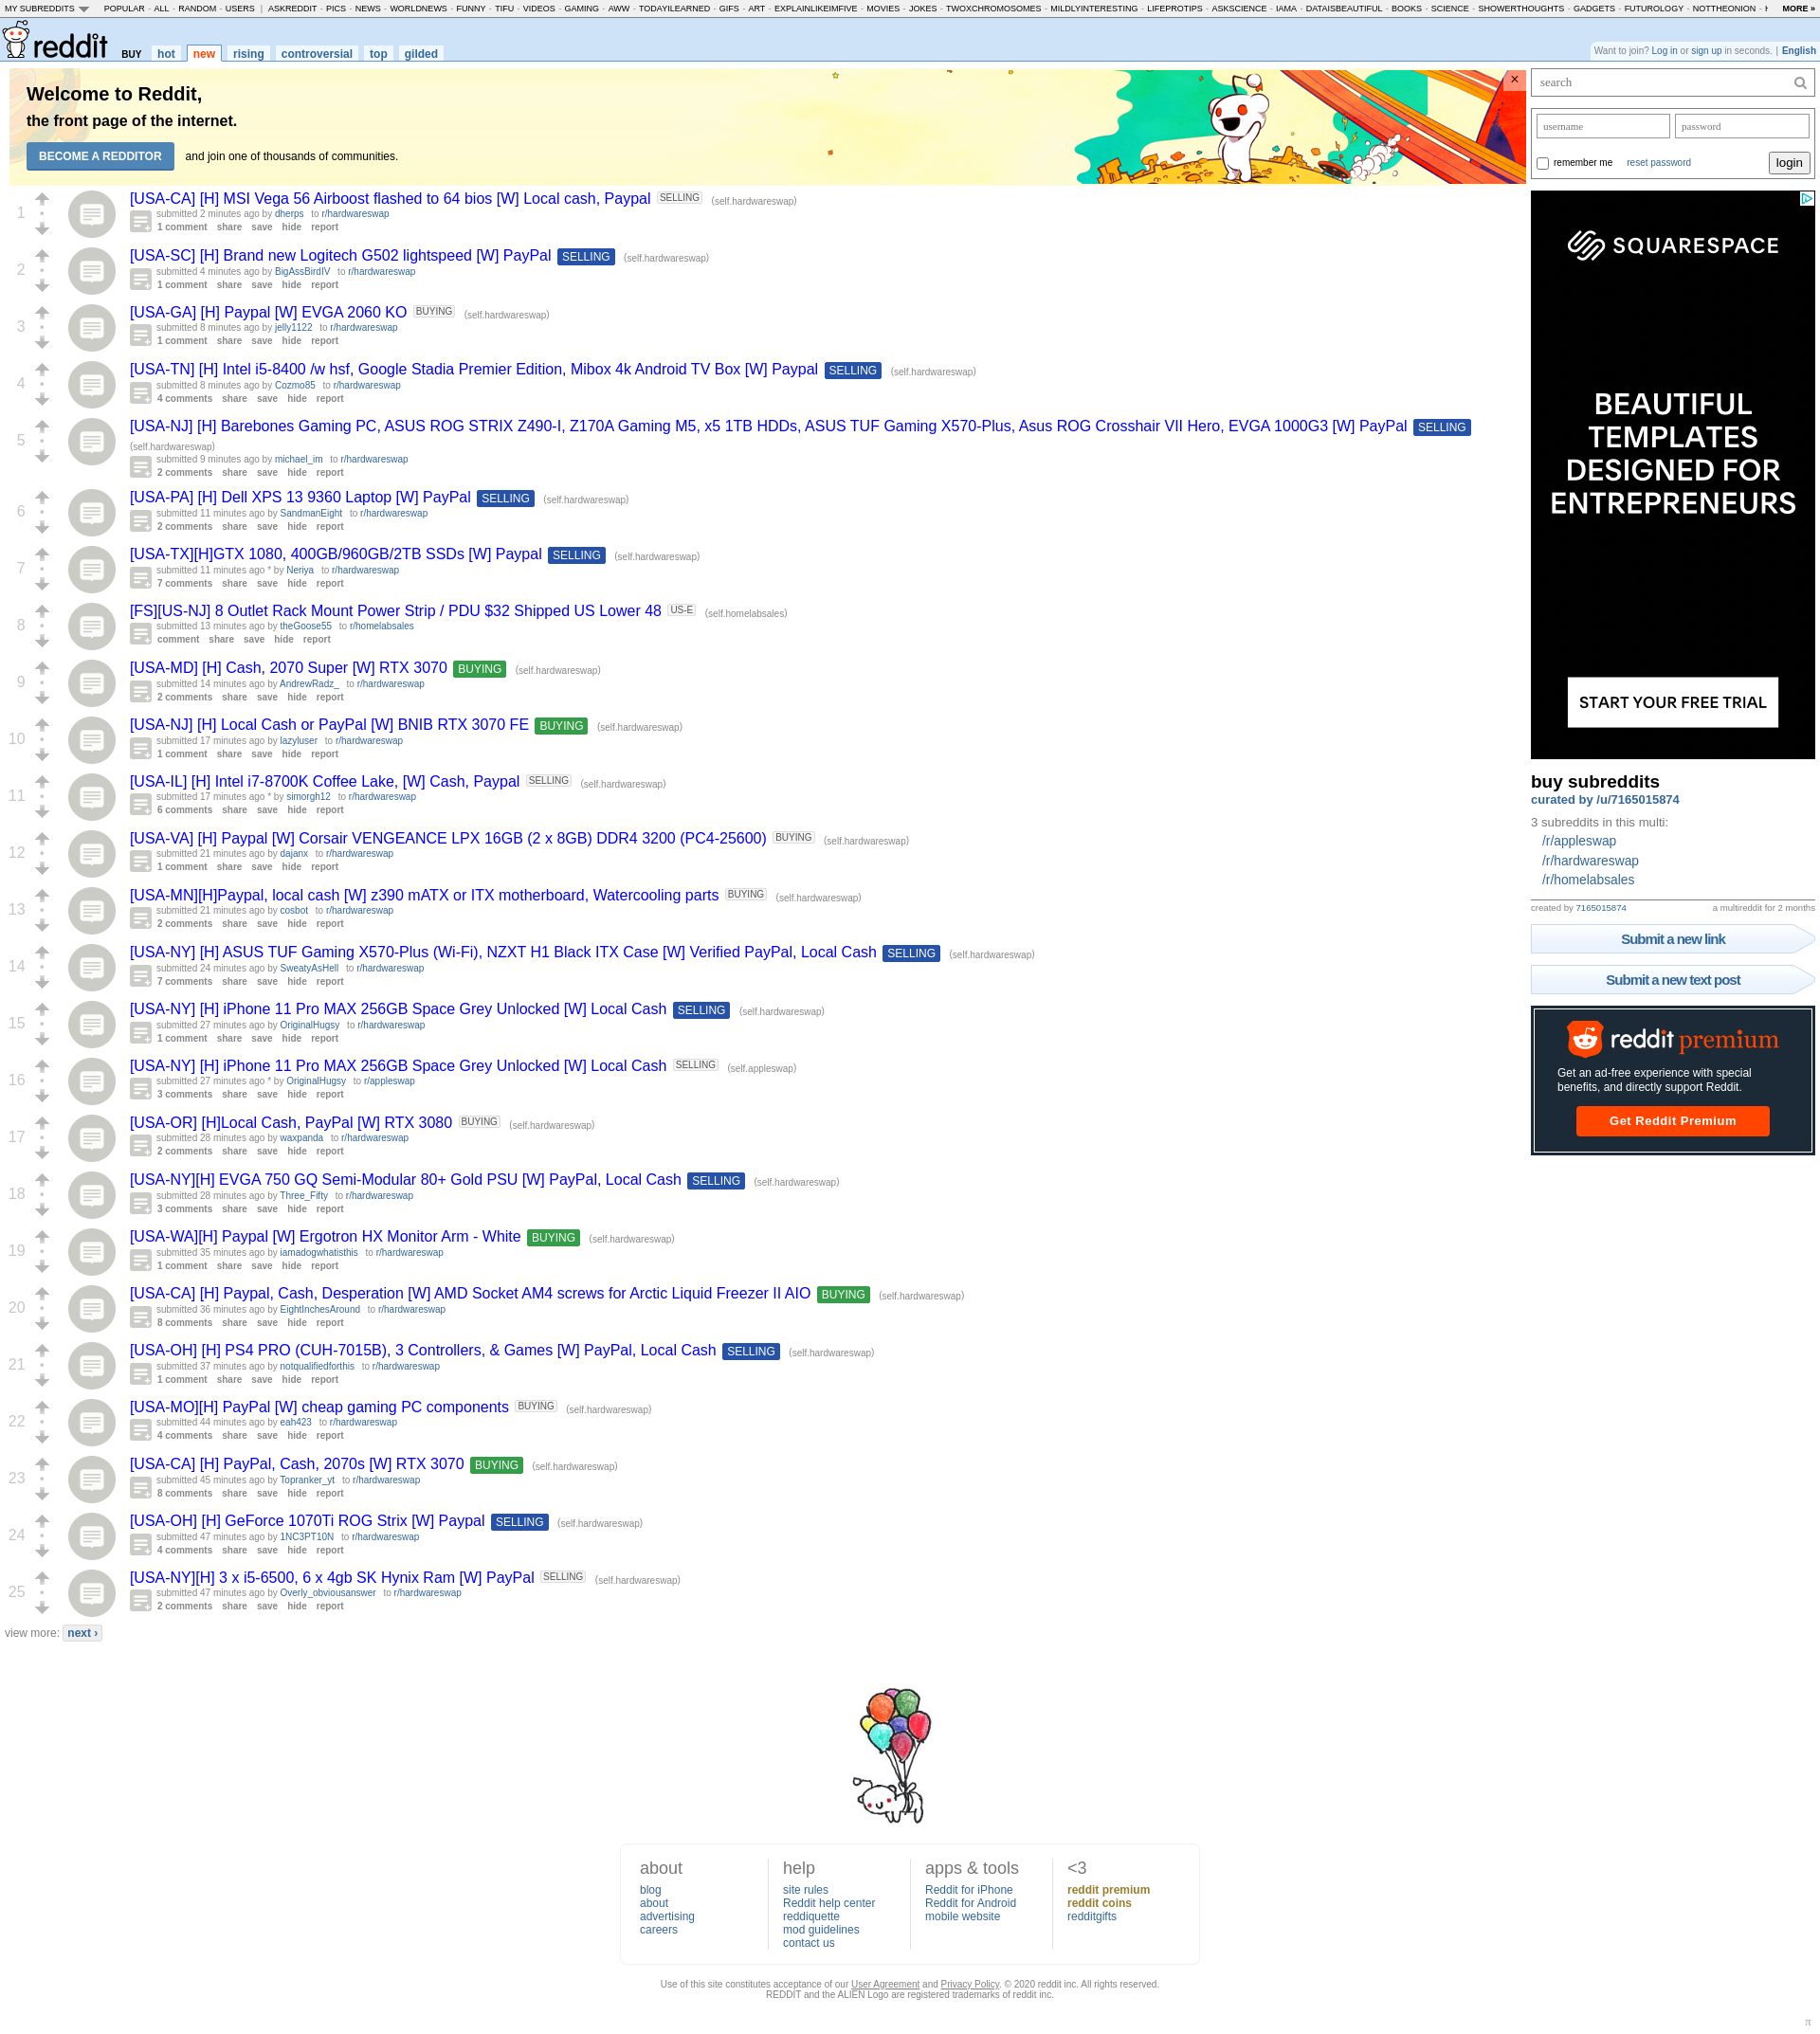 MY SUBREDDITS POPULAR - ALL - RANDOM - USERS | ASKREDDIT - PICS - NEWS - WORLDNEWS - FUNNY - TIFU - VIDEOS - GAMING - AWW - TODAYILEARNED - GIFS - ART - EXPLAINLIKEIMFIVE - MOVIES - JOKES - TWOXCHROMOSOMES - MILDLYINTERESTING - LIFEPROTIPS - ASKSCIENCE - IAMA - DATAISBEAUTIFUL - BOOKS - SCIENCE - SHOWERTHOUGHTS - GADGETS - FUTUROLOGY - NOTTHEONION - MORE »
reddit BUY hot new rising controversial top gilded
Want to join? Log in or sign up in seconds. | English
Welcome to Reddit,
the front page of the internet.
BECOME A REDDITOR and join one of thousands of communities.
×
1
[USA-CA] [H] MSI Vega 56 Airboost flashed to 64 bios [W] Local cash, Paypal SELLING (self.hardwareswap)
submitted 2 minutes ago by dherps to r/hardwareswap
1 comment share save hide report
2
[USA-SC] [H] Brand new Logitech G502 lightspeed [W] PayPal SELLING (self.hardwareswap)
submitted 4 minutes ago by BigAssBirdIV to r/hardwareswap
1 comment share save hide report
3
[USA-GA] [H] Paypal [W] EVGA 2060 KO BUYING (self.hardwareswap)
submitted 8 minutes ago by jelly1122 to r/hardwareswap
1 comment share save hide report
4
[USA-TN] [H] Intel i5-8400 /w hsf, Google Stadia Premier Edition, Mibox 4k Android TV Box [W] Paypal SELLING (self.hardwareswap)
submitted 8 minutes ago by Cozmo85 to r/hardwareswap
4 comments share save hide report
5
[USA-NJ] [H] Barebones Gaming PC, ASUS ROG STRIX Z490-I, Z170A Gaming M5, x5 1TB HDDs, ASUS TUF Gaming X570-Plus, Asus ROG Crosshair VII Hero, EVGA 1000G3 [W] PayPal SELLING
(self.hardwareswap)
submitted 9 minutes ago by michael_im to r/hardwareswap
2 comments share save hide report
6
[USA-PA] [H] Dell XPS 13 9360 Laptop [W] PayPal SELLING (self.hardwareswap)
submitted 11 minutes ago by SandmanEight to r/hardwareswap
2 comments share save hide report
7
[USA-TX][H]GTX 1080, 400GB/960GB/2TB SSDs [W] Paypal SELLING (self.hardwareswap)
submitted 11 minutes ago * by Neriya to r/hardwareswap
7 comments share save hide report
8
[FS][US-NJ] 8 Outlet Rack Mount Power Strip / PDU $32 Shipped US Lower 48 US-E (self.homelabsales)
submitted 13 minutes ago by theGoose55 to r/homelabsales
comment share save hide report
9
[USA-MD] [H] Cash, 2070 Super [W] RTX 3070 BUYING (self.hardwareswap)
submitted 14 minutes ago by AndrewRadz_ to r/hardwareswap
2 comments share save hide report
10
[USA-NJ] [H] Local Cash or PayPal [W] BNIB RTX 3070 FE BUYING (self.hardwareswap)
submitted 17 minutes ago by lazyluser to r/hardwareswap
1 comment share save hide report
11
[USA-IL] [H] Intel i7-8700K Coffee Lake, [W] Cash, Paypal SELLING (self.hardwareswap)
submitted 17 minutes ago * by simorgh12 to r/hardwareswap
6 comments share save hide report
12
[USA-VA] [H] Paypal [W] Corsair VENGEANCE LPX 16GB (2 x 8GB) DDR4 3200 (PC4-25600) BUYING (self.hardwareswap)
submitted 21 minutes ago by dajanx to r/hardwareswap
1 comment share save hide report
13
[USA-MN][H]Paypal, local cash [W] z390 mATX or ITX motherboard, Watercooling parts BUYING (self.hardwareswap)
submitted 21 minutes ago by cosbot to r/hardwareswap
2 comments share save hide report
14
[USA-NY] [H] ASUS TUF Gaming X570-Plus (Wi-Fi), NZXT H1 Black ITX Case [W] Verified PayPal, Local Cash SELLING (self.hardwareswap)
submitted 24 minutes ago by SweatyAsHell to r/hardwareswap
7 comments share save hide report
15
[USA-NY] [H] iPhone 11 Pro MAX 256GB Space Grey Unlocked [W] Local Cash SELLING (self.hardwareswap)
submitted 27 minutes ago by OriginalHugsy to r/hardwareswap
1 comment share save hide report
16
[USA-NY] [H] iPhone 11 Pro MAX 256GB Space Grey Unlocked [W] Local Cash SELLING (self.appleswap)
submitted 27 minutes ago * by OriginalHugsy to r/appleswap
3 comments share save hide report
17
[USA-OR] [H]Local Cash, PayPal [W] RTX 3080 BUYING (self.hardwareswap)
submitted 28 minutes ago by waxpanda to r/hardwareswap
2 comments share save hide report
18
[USA-NY][H] EVGA 750 GQ Semi-Modular 80+ Gold PSU [W] PayPal, Local Cash SELLING (self.hardwareswap)
submitted 28 minutes ago by Three_Fifty to r/hardwareswap
3 comments share save hide report
19
[USA-WA][H] Paypal [W] Ergotron HX Monitor Arm - White BUYING (self.hardwareswap)
submitted 35 minutes ago by iamadogwhatisthis to r/hardwareswap
1 comment share save hide report
20
[USA-CA] [H] Paypal, Cash, Desperation [W] AMD Socket AM4 screws for Arctic Liquid Freezer II AIO BUYING (self.hardwareswap)
submitted 36 minutes ago by EightInchesAround to r/hardwareswap
8 comments share save hide report
21
[USA-OH] [H] PS4 PRO (CUH-7015B), 3 Controllers, & Games [W] PayPal, Local Cash SELLING (self.hardwareswap)
submitted 37 minutes ago by notqualifiedforthis to r/hardwareswap
1 comment share save hide report
22
[USA-MO][H] PayPal [W] cheap gaming PC components BUYING (self.hardwareswap)
submitted 44 minutes ago by eah423 to r/hardwareswap
4 comments share save hide report
23
[USA-CA] [H] PayPal, Cash, 2070s [W] RTX 3070 BUYING (self.hardwareswap)
submitted 45 minutes ago by Topranker_yt to r/hardwareswap
8 comments share save hide report
24
[USA-OH] [H] GeForce 1070Ti ROG Strix [W] Paypal SELLING (self.hardwareswap)
submitted 47 minutes ago by 1NC3PT10N to r/hardwareswap
4 comments share save hide report
25
[USA-NY][H] 3 x i5-6500, 6 x 4gb SK Hynix Ram [W] PayPal SELLING (self.hardwareswap)
submitted 47 minutes ago by Overly_obviousanswer to r/hardwareswap
2 comments share save hide report
view more: next ›
search
username password
remember me reset password login
SQUARESPACE
BEAUTIFUL
TEMPLATES
DESIGNED FOR
ENTREPRENEURS
START YOUR FREE TRIAL
buy subreddits
curated by /u/7165015874
3 subreddits in this multi:
/r/appleswap
/r/hardwareswap
/r/homelabsales
created by 7165015874 a multireddit for 2 months
Submit a new link
Submit a new text post
reddit premium
Get an ad-free experience with special
benefits, and directly support Reddit.
Get Reddit Premium
about
blog
about
advertising
careers
help
site rules
Reddit help center
reddiquette
mod guidelines
contact us
apps & tools
Reddit for iPhone
Reddit for Android
mobile website
<3
reddit premium
reddit coins
redditgifts
Use of this site constitutes acceptance of our User Agreement and Privacy Policy. © 2020 reddit inc. All rights reserved.
REDDIT and the ALIEN Logo are registered trademarks of reddit inc.
π